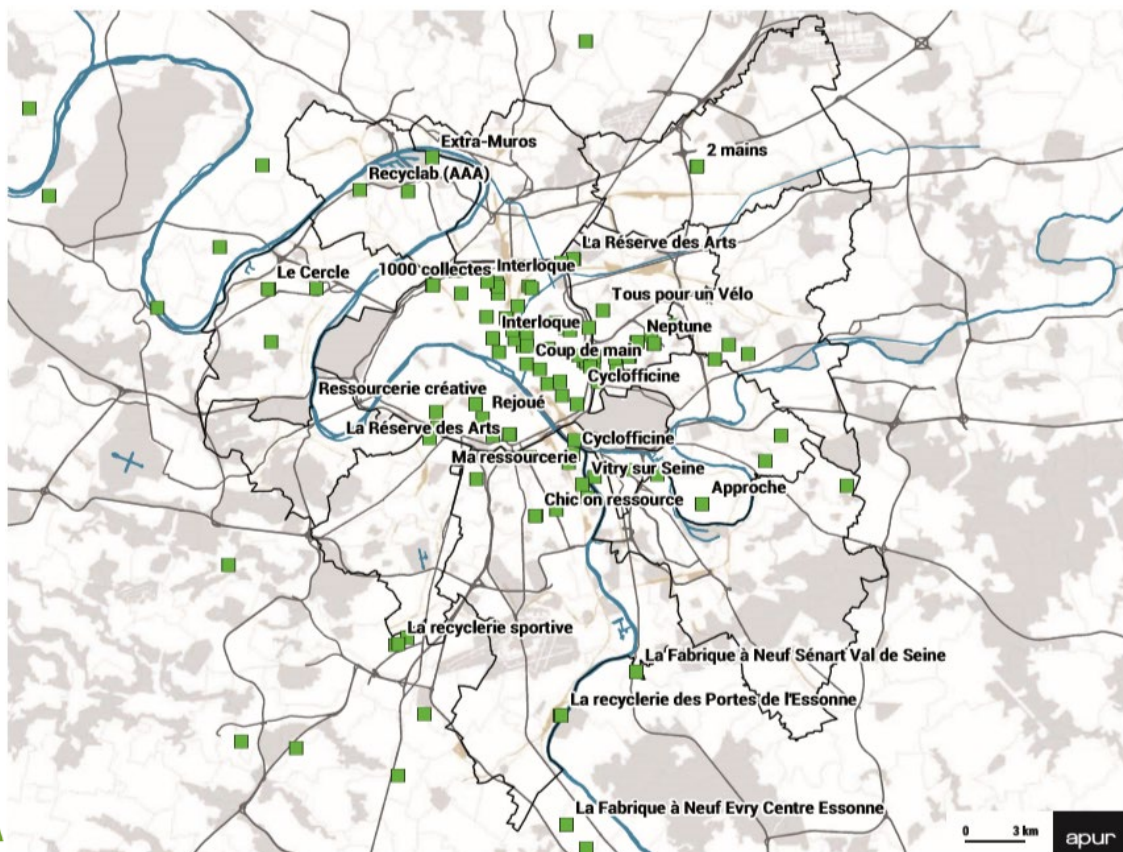 Extra-Muros
2 mains
Recyclab (AAA)
La Réserve des Arts
Le Cercle
1000 collectes
Interloque
Tous pour un Vélo
Interloque
Neptune
Coup de main
Cyclofficine
Ressourcerie créative
Rejoué
La Réserve des Arts
Cyclofficine
Ma ressourcerie
Vitry sur Seine
Approche
Chic on ressource
La recyclerie sportive
La Fabrique à Neuf Sénart Val de Seine
La recyclerie des Portes de l'Essonne
La Fabrique à Neuf Evry Centre Essonne
0 3 km
apur